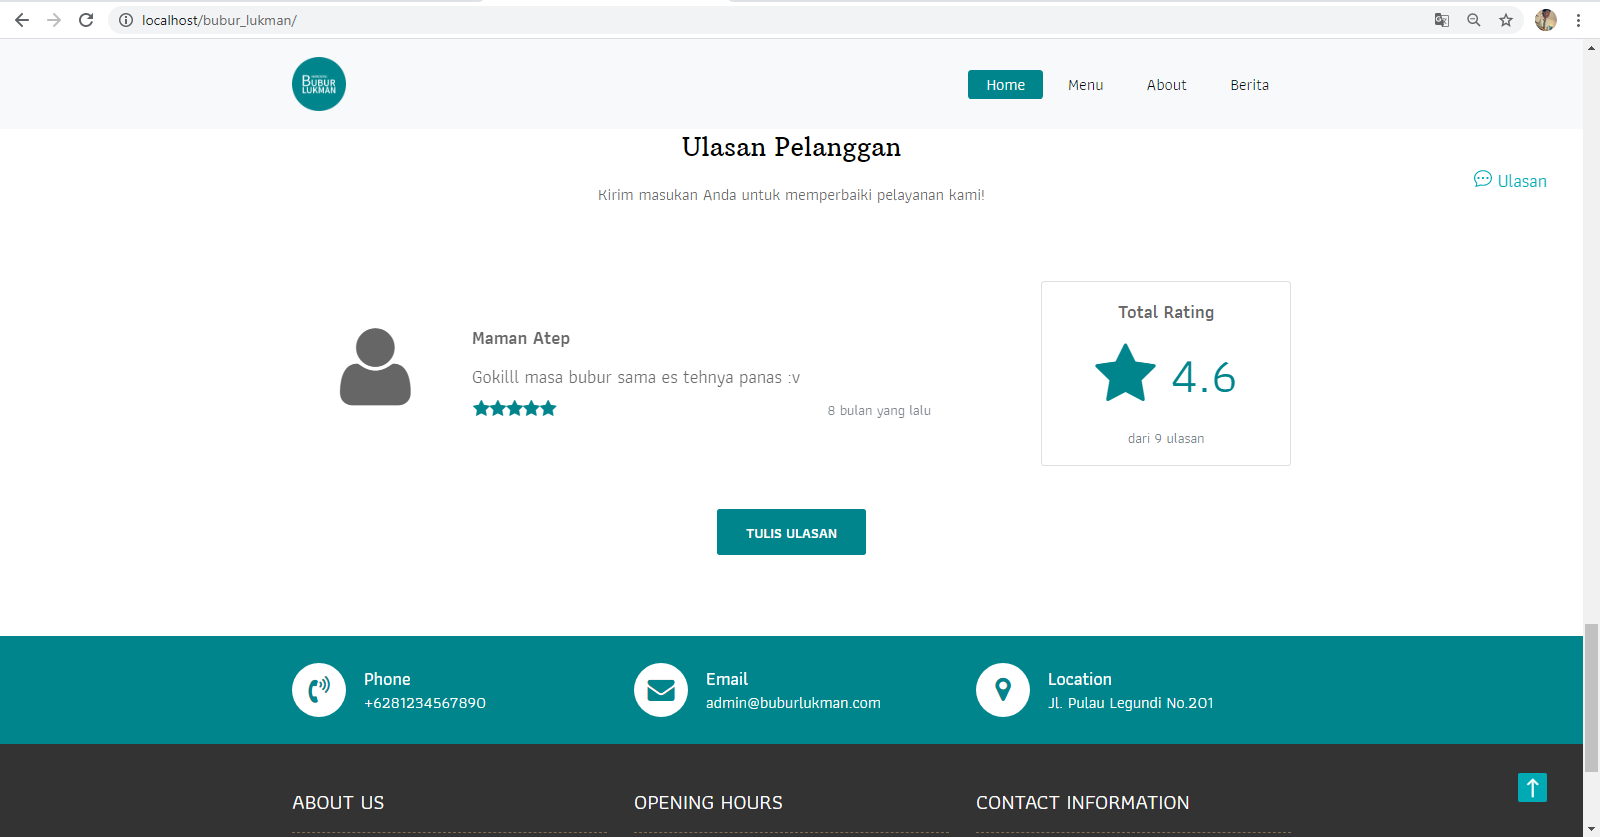 localhost/bubur_lukman/
BUBUR
LUKMAN
Home
Menu
About
Berita
Ulasan Pelanggan
Kirim masukan Anda untuk memperbaiki pelayanan kami!
Ulasan
Maman Atep
Gokilll masa bubur sama es tehnya panas :v
8 bulan yang lalu
Total Rating
4.6
dari 9 ulasan
TULIS ULASAN
Phone
+6281234567890
Email
admin@buburlukman.com
Location
Jl. Pulau Legundi No.201
ABOUT US
OPENING HOURS
CONTACT INFORMATION